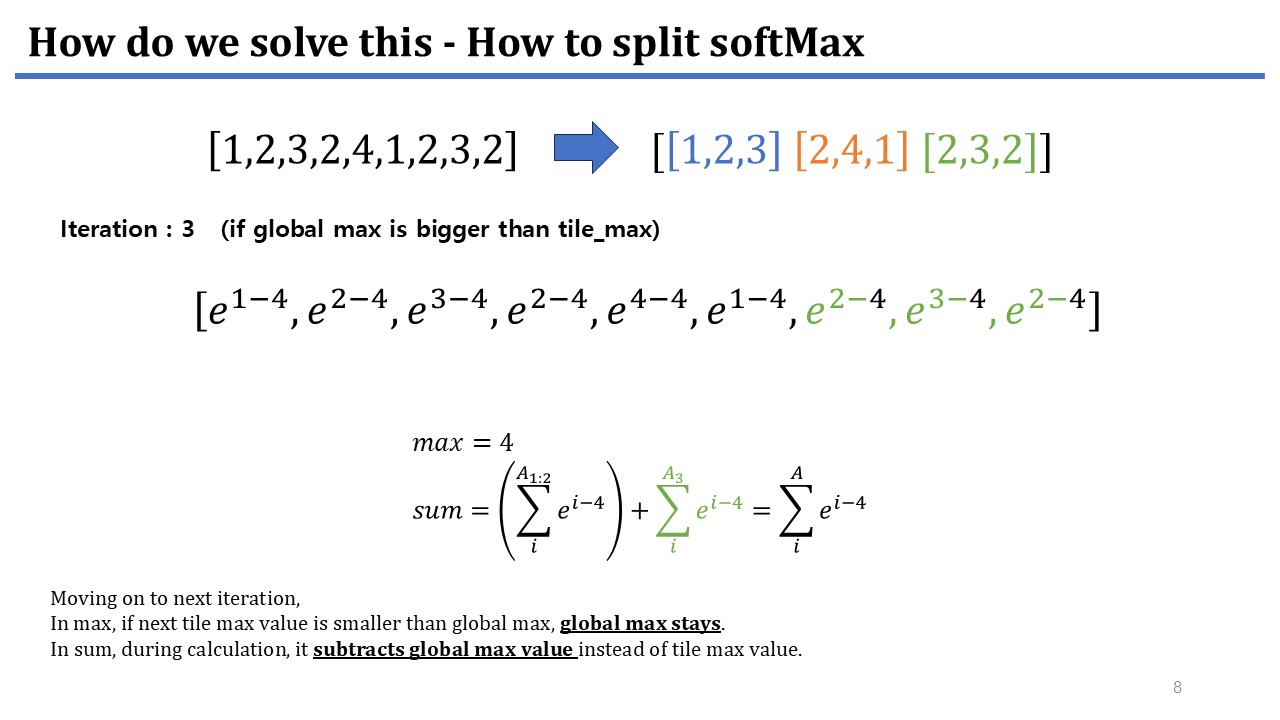 How do we solve this - How to split softMax
[1,2,3,2,4,1,2,3,2] [[1,2,3] [2,4,1] [2,3,2]]
Iteration : 3 (if global max is bigger than tile_max)
[e^{1−4}, e^{2−4}, e^{3−4}, e^{2−4}, e^{4−4}, e^{1−4}, e^{2−4}, e^{3−4}, e^{2−4}]
max = 4
sum = (∑_{i}^{A_{1:2}} e^{i−4}) + ∑_{i}^{A_3} e^{i−4} = ∑_{i}^{A} e^{i−4}
Moving on to next iteration,
In max, if next tile max value is smaller than global max, global max stays.
In sum, during calculation, it subtracts global max value instead of tile max value.
8